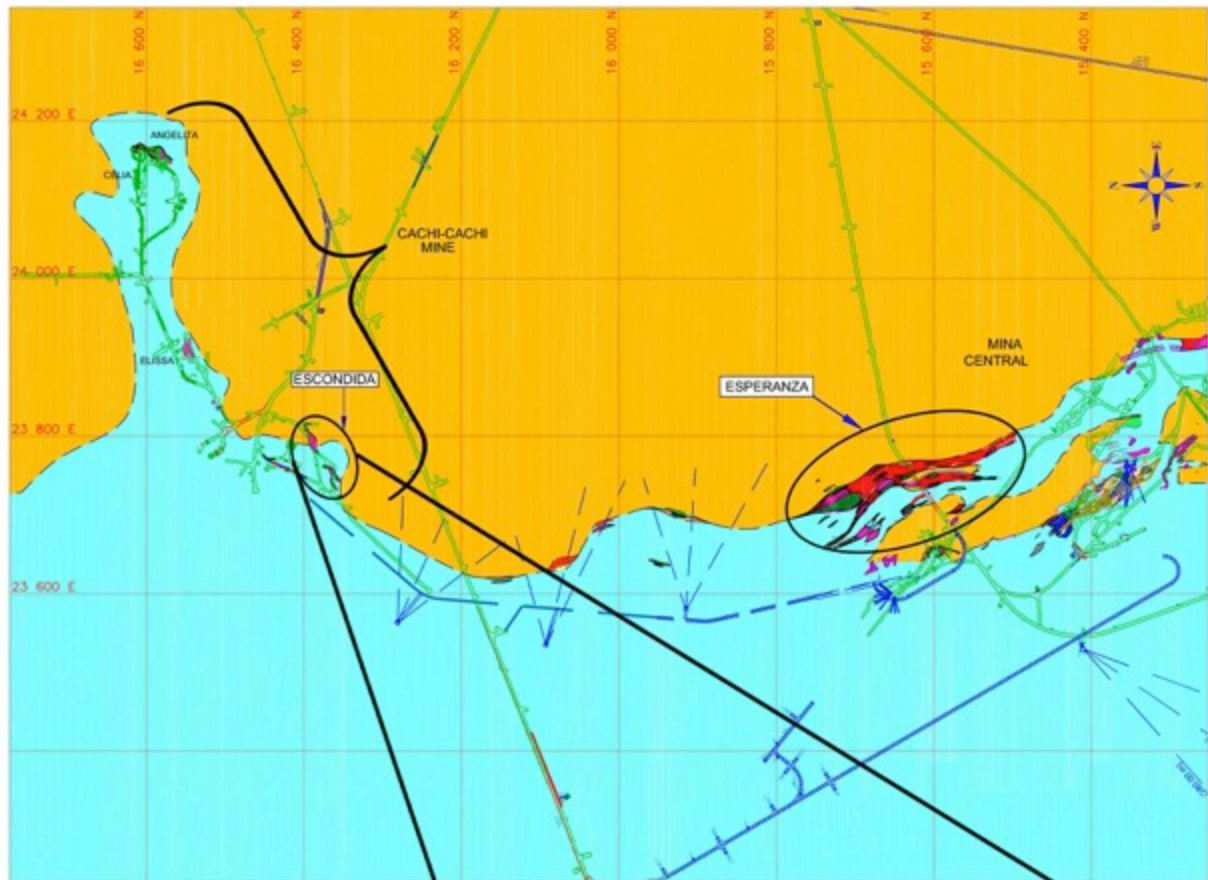 16 600 N
16 400 N
16 200 N
16 000 N
15 800 N
15 600 N
15 400 N
24 200 E
ANGELITA
CELIA
CACHI-CACHI
MINE
24 000 E
ELISSA
ESCONDIDA
MINA
CENTRAL
ESPERANZA
23 800 E
23 600 E
N
E
S
W